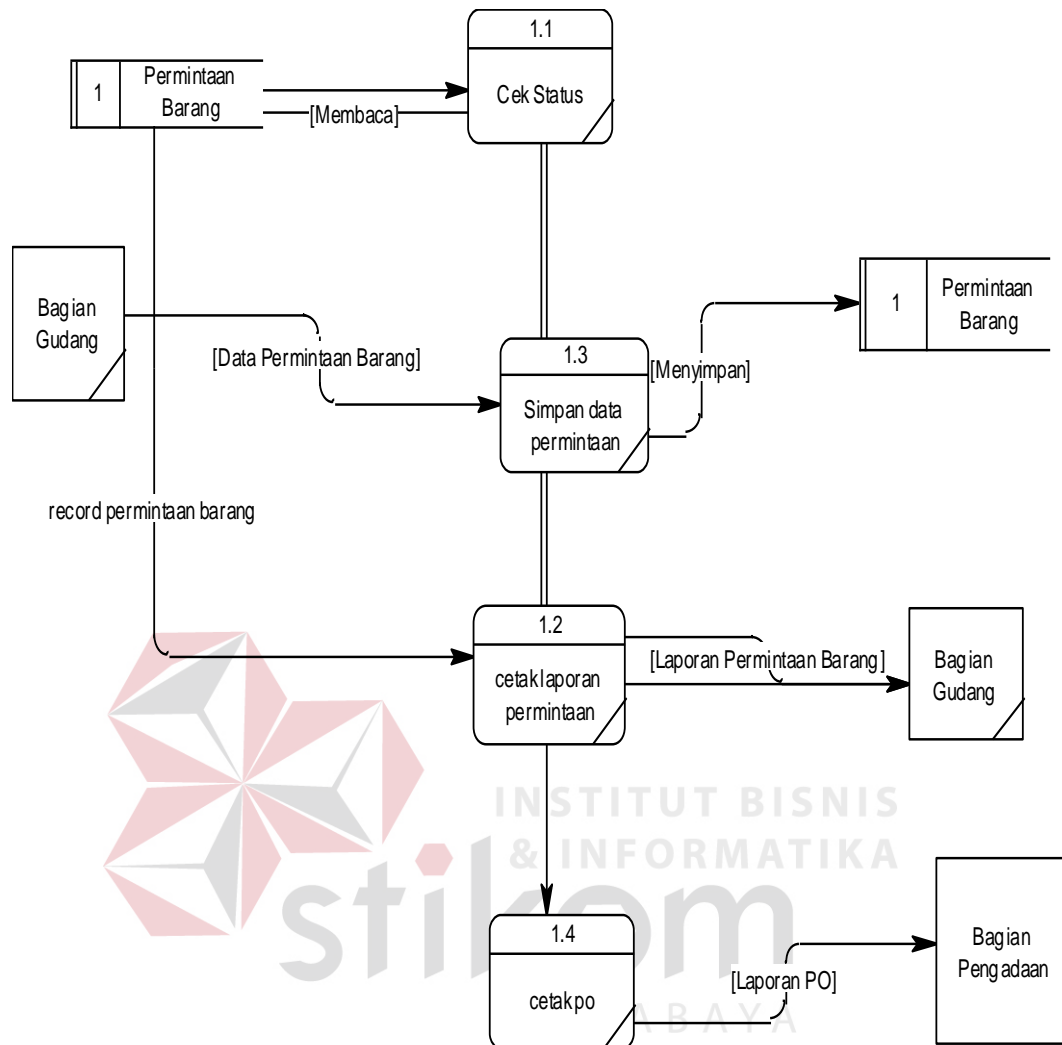 1.1
Cek Status
1
Permintaan
Barang
[Membaca]
Bagian
Gudang
[Data Permintaan Barang]
1.3
Simpan data
permintaan
[Menyimpan]
1
Permintaan
Barang
record permintaan barang
1.2
cetak laporan
permintaan
[Laporan Permintaan Barang]
Bagian
Gudang
INSTITUT BISNIS
& INFORMATIKA
stikom
1.4
cetak po
[Laporan PO]
Bagian
Pengadaan